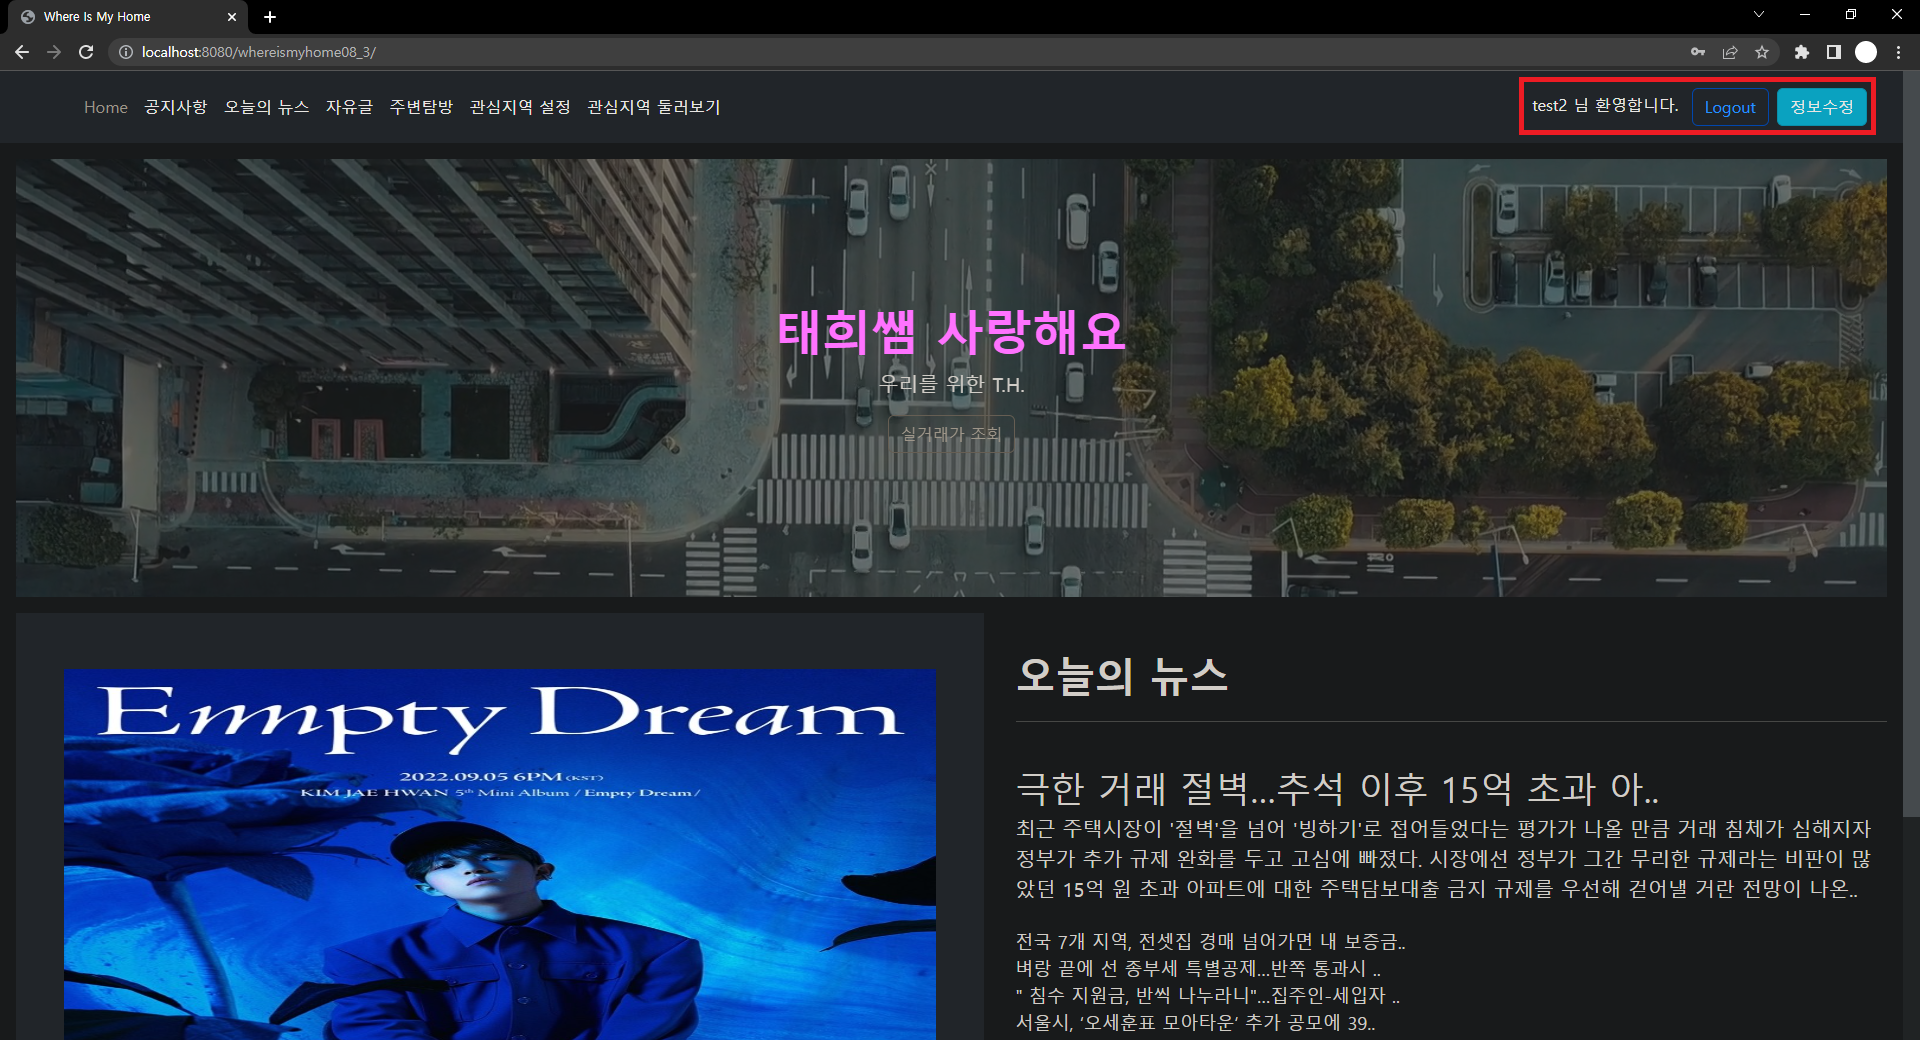 Where Is My Home
localhost:8080/whereismyhome08_3/
Home 공지사항 오늘의 뉴스 자유글 주변탐방 관심지역 설정 관심지역 둘러보기
test2 님 환영합니다. Logout 정보수정
태희쌤 사랑해요
우리를 위한 T.H.
실거래가 조회
Empty Dream
2022.09.05 6PM (KST)
KIM JAE HWAN 5th Mini Album / Empty Dream /
오늘의 뉴스
극한 거래 절벽...추석 이후 15억 초과 아..
최근 주택시장이 '절벽'을 넘어 '빙하기'로 접어들었다는 평가가 나올 만큼 거래 침체가 심해지자
정부가 추가 규제 완화를 두고 고심에 빠졌다. 시장에선 정부가 그간 무리한 규제라는 비판이 많
았던 15억 원 초과 아파트에 대한 주택담보대출 금지 규제를 우선해 걷어낼 거란 전망이 나온..
전국 7개 지역, 전셋집 경매 넘어가면 내 보증금..
벼랑 끝에 선 종부세 특별공제...반쪽 통과시 ..
" 침수 지원금, 반씩 나누라니"...집주인-세입자 ..
서울시, ‘오세훈표 모아타운’ 추가 공모에 39..